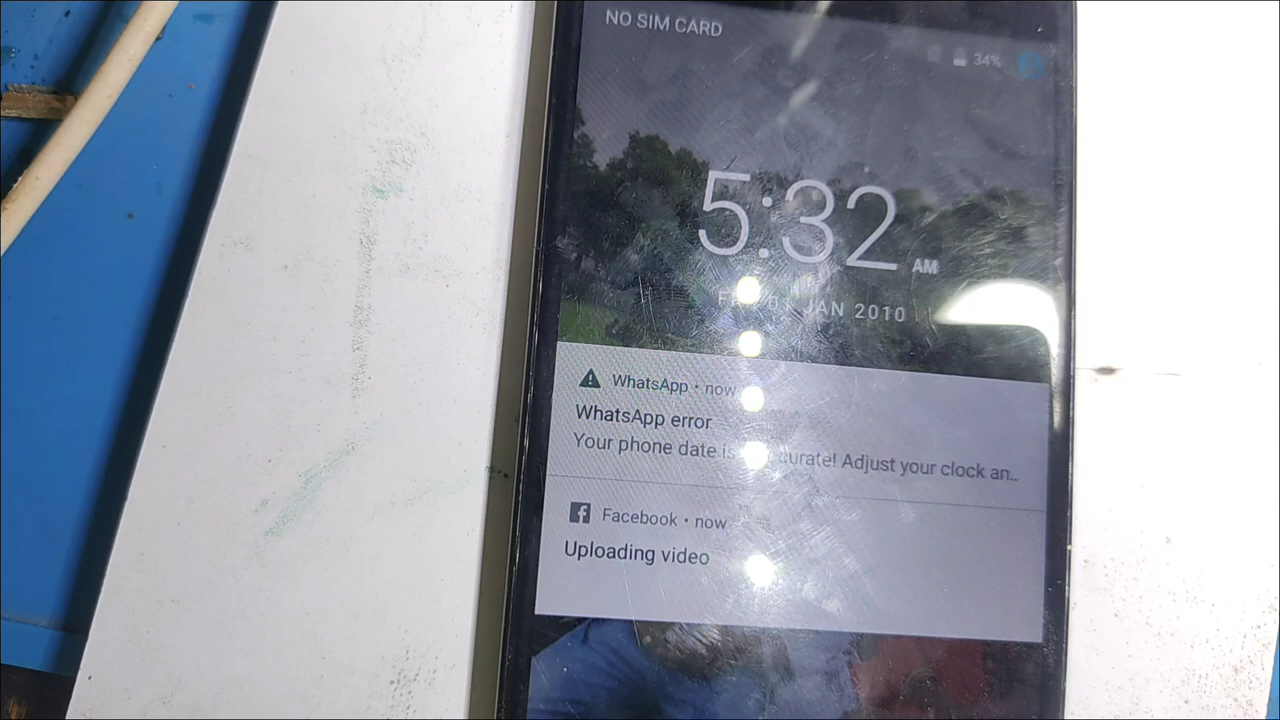 NO SIM CARD
34%
5:32 AM
JAN 2010
WhatsApp • now
WhatsApp error
Your phone date is urate! Adjust your clock an..
Facebook • now
Uploading video